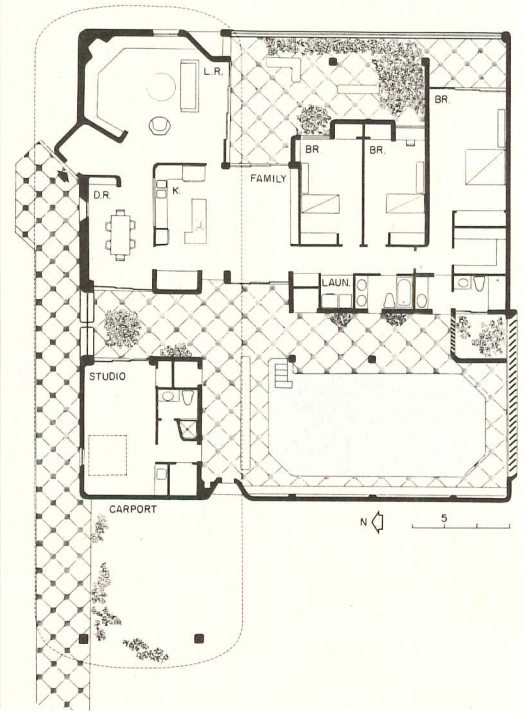 L.R.
BR.
BR
BR.
FAMILY
D.R.
K.
LAUN.
STUDIO
CARPORT
N
5